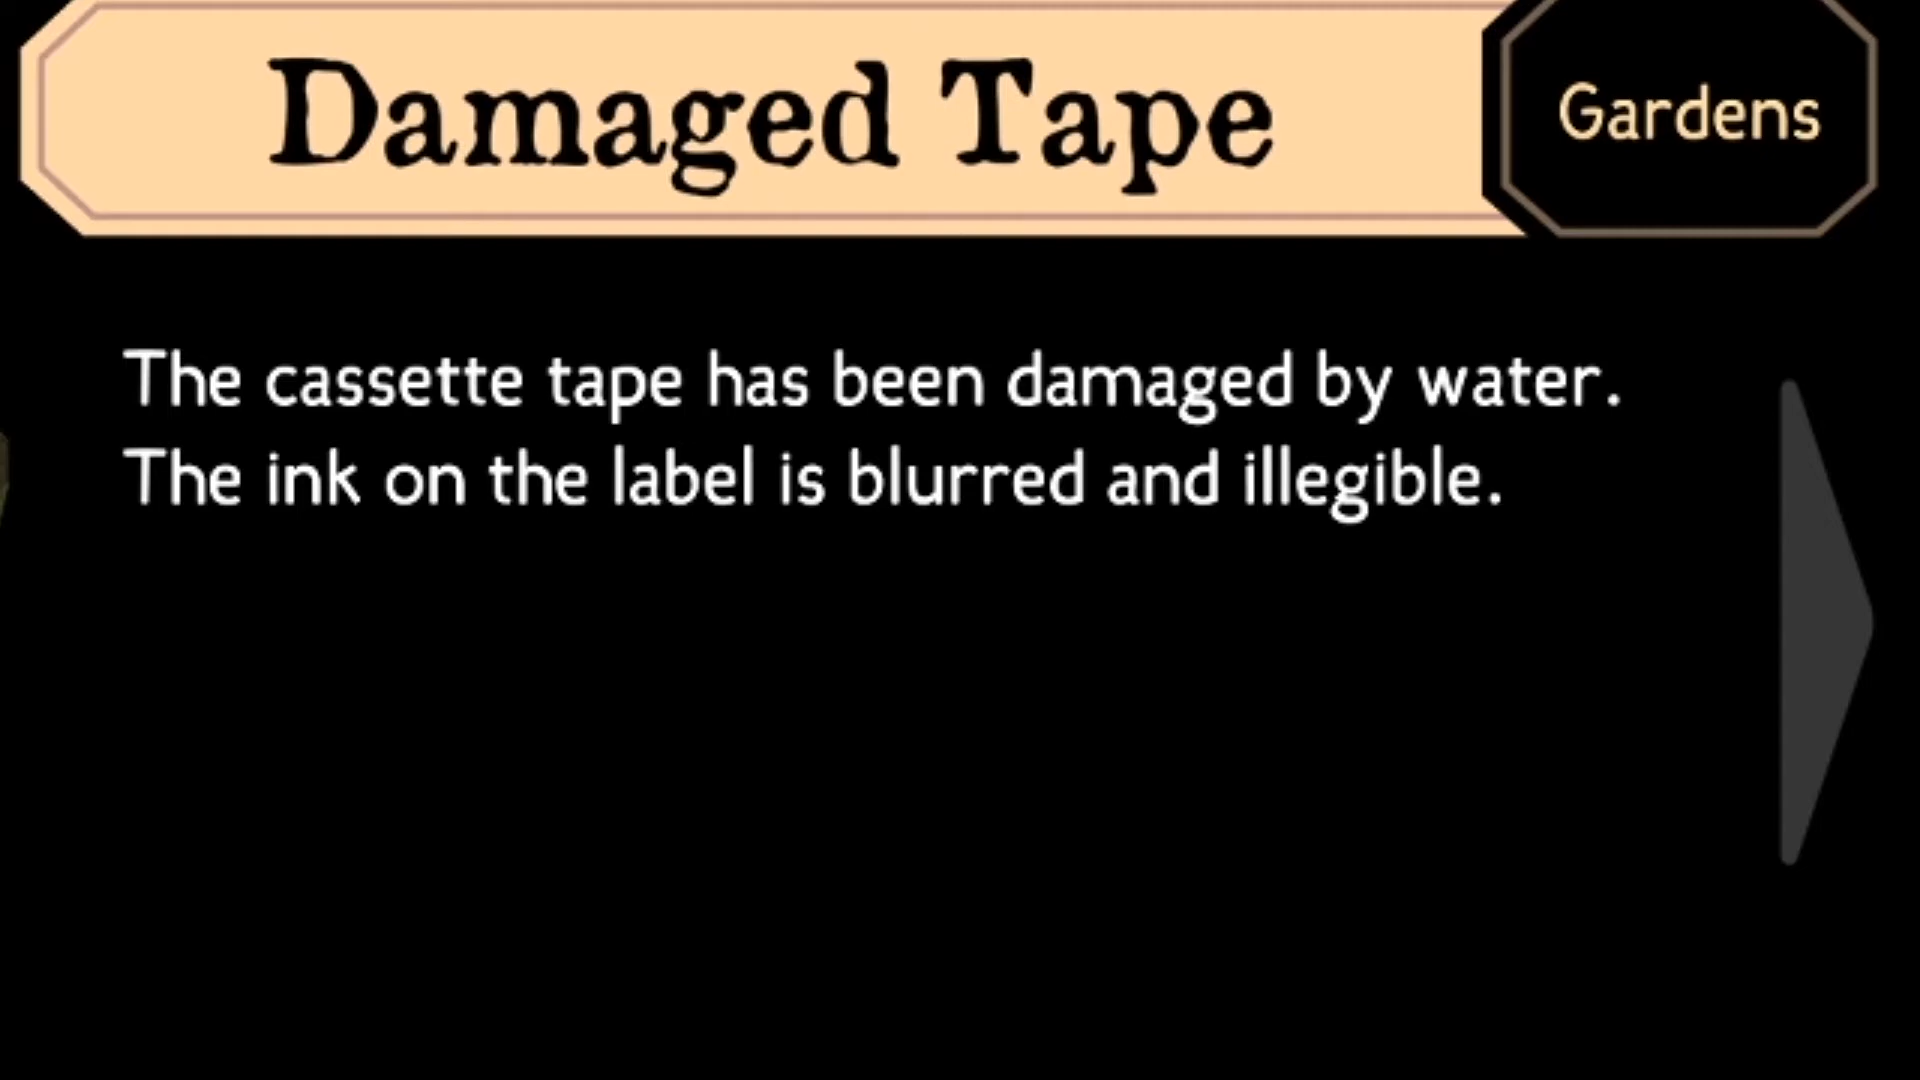 Damaged Tape
Gardens
The cassette tape has been damaged by water.
The ink on the label is blurred and illegible.